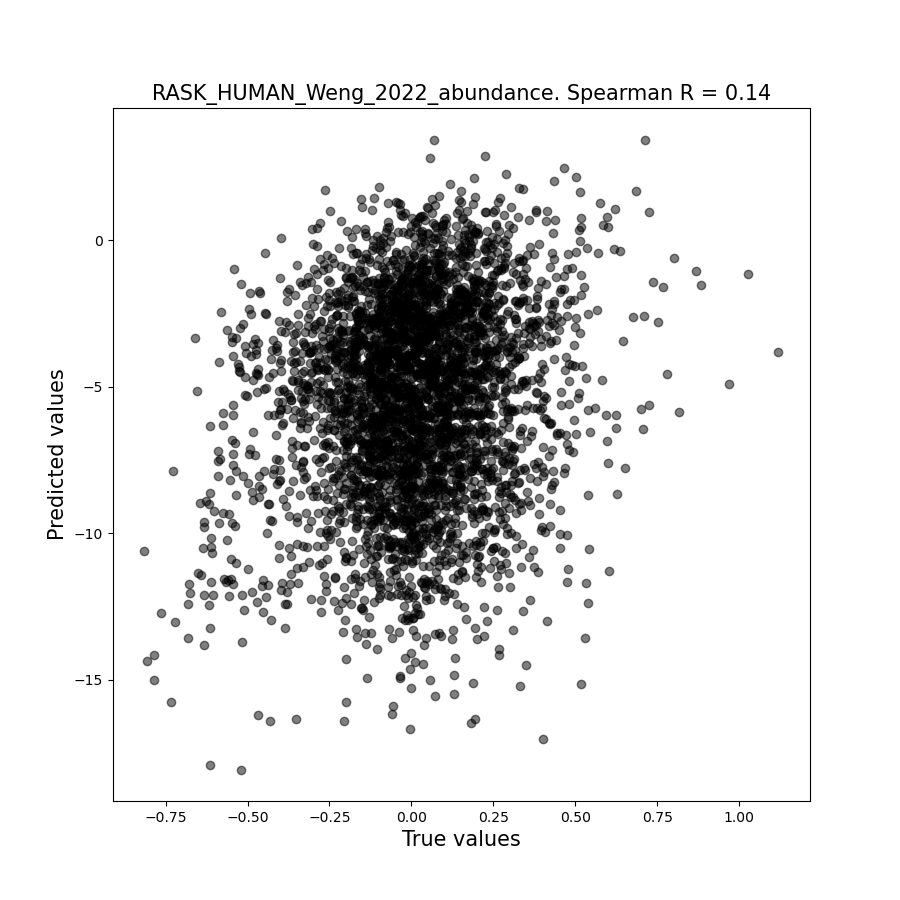 RASK_HUMAN_Weng_2022_abundance. Spearman R = 0.14
Predicted values
0
−5
−10
−15
−0.75 −0.50 −0.25 0.00 0.25 0.50 0.75 1.00
True values